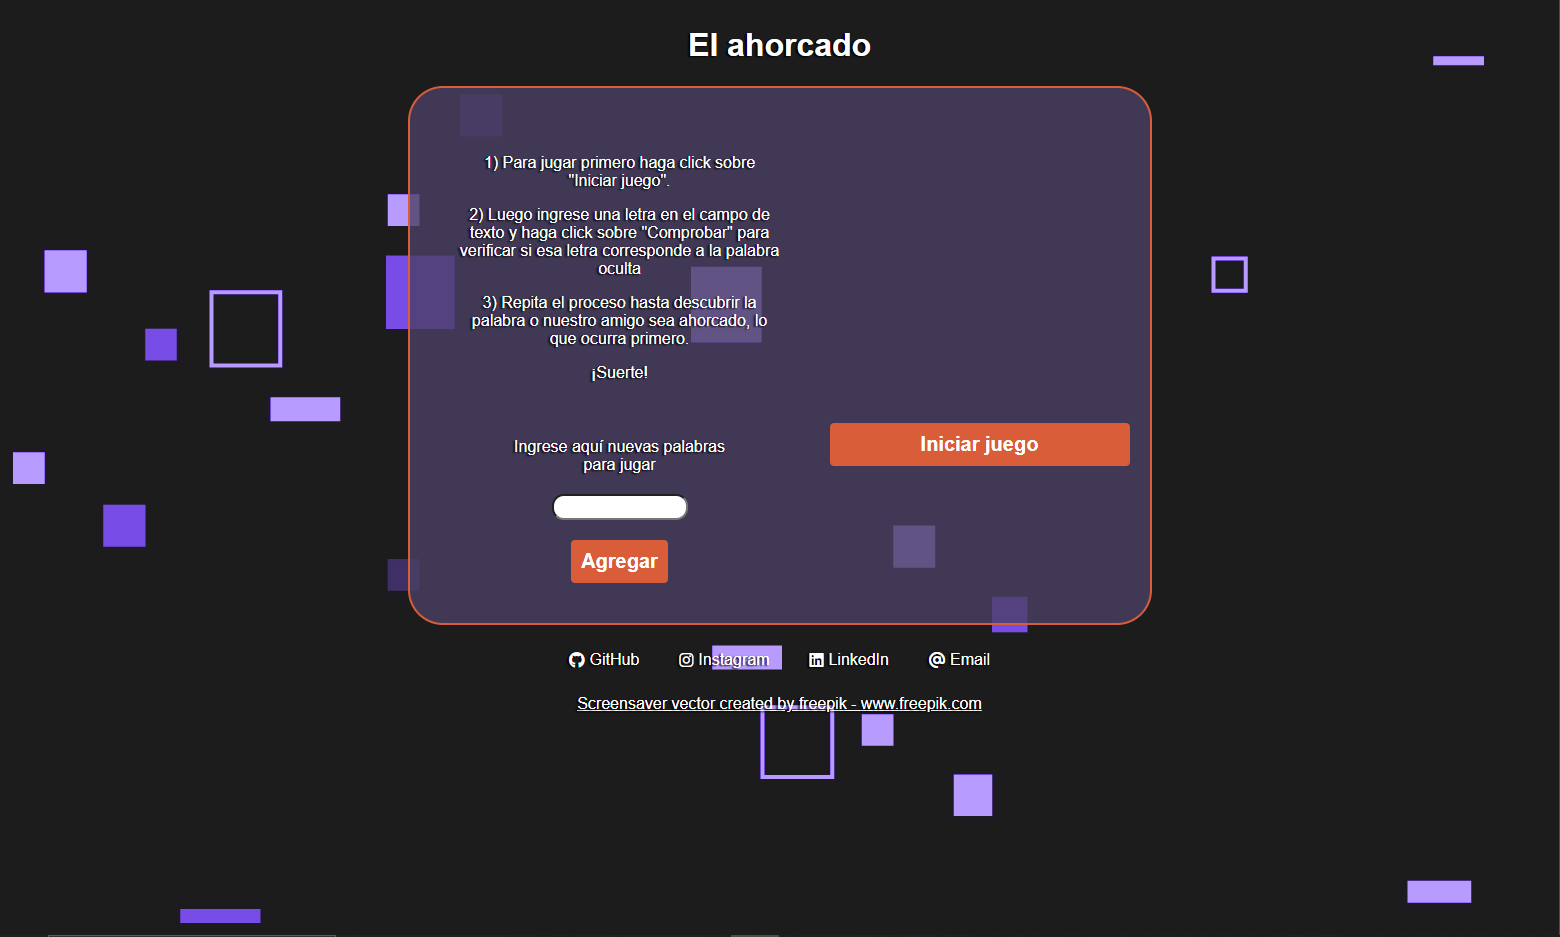 El ahorcado
1) Para jugar primero haga click sobre
"Iniciar juego".
2) Luego ingrese una letra en el campo de
texto y haga click sobre "Comprobar" para
verificar si esa letra corresponde a la palabra
oculta
3) Repita el proceso hasta descubrir la
palabra o nuestro amigo sea ahorcado, lo
que ocurra primero.
¡Suerte!
Ingrese aquí nuevas palabras
para jugar
Agregar
Iniciar juego
GitHub Instagram LinkedIn Email
Screensaver vector created by freepik - www.freepik.com